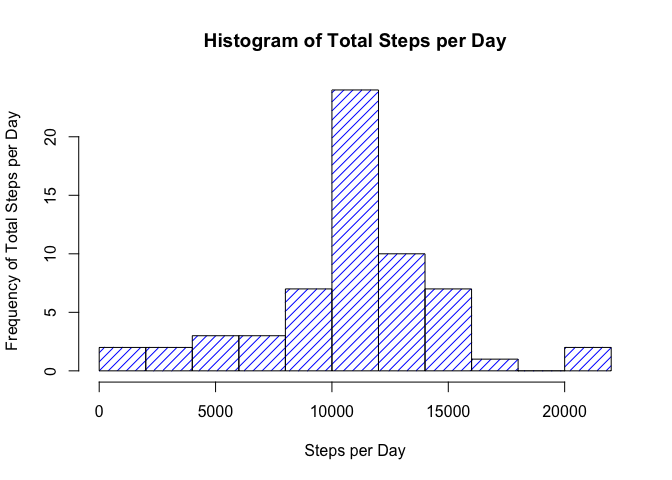 Histogram of Total Steps per Day
Frequency of Total Steps per Day
20
15
10
5
0
0 5000 10000 15000 20000
Steps per Day